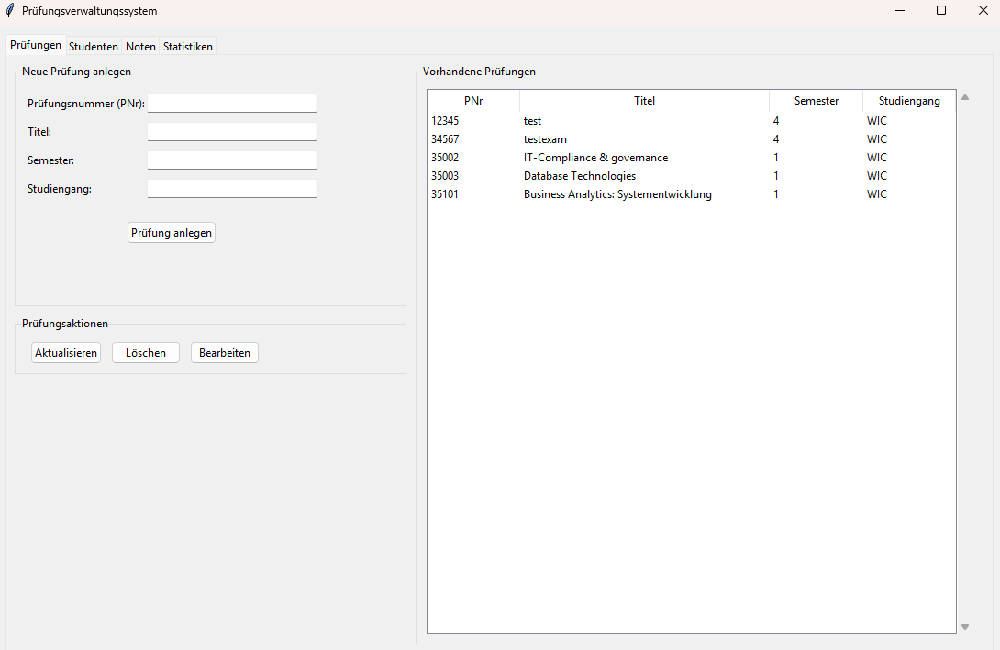 Prüfungsverwaltungssystem
Prüfungen Studenten Noten Statistiken
Neue Prüfung anlegen
Prüfungsnummer (PNr):
Titel:
Semester:
Studiengang:
Prüfung anlegen
Prüfungsaktionen
Aktualisieren Löschen Bearbeiten
Vorhandene Prüfungen
PNr Titel Semester Studiengang
12345 test 4 WIC
34567 testexam 4 WIC
35002 IT-Compliance & governance 1 WIC
35003 Database Technologies 1 WIC
35101 Business Analytics: Systementwicklung 1 WIC